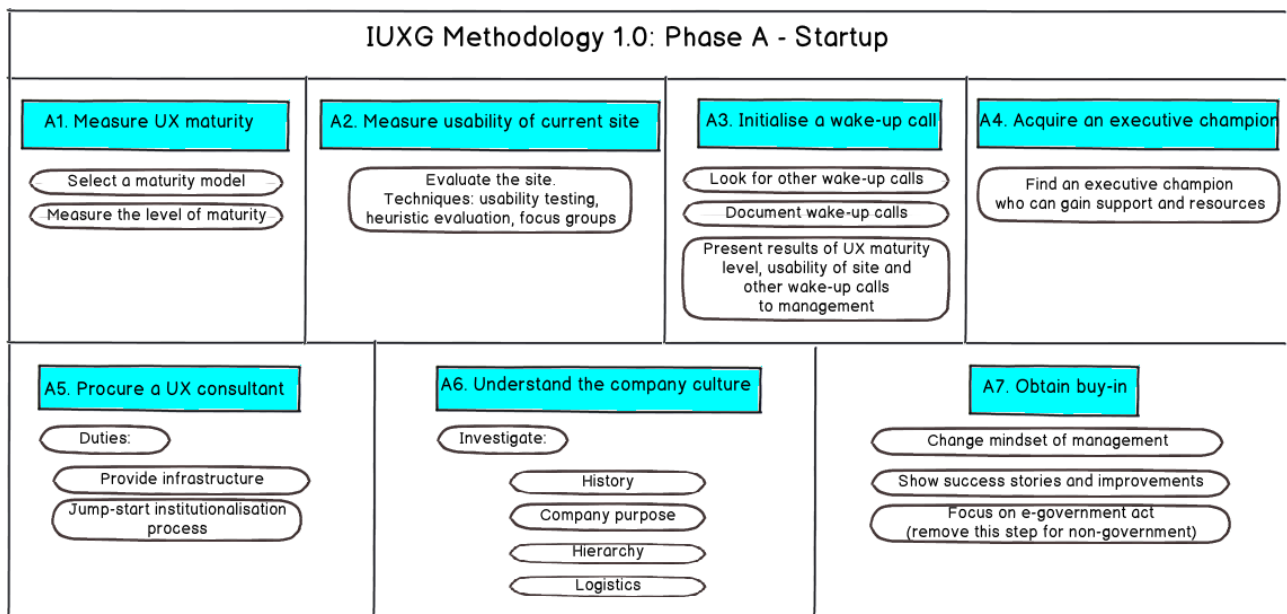 IUXG Methodology 1.0: Phase A - Startup
A1. Measure UX maturity
Select a maturity model
Measure the level of maturity
A2. Measure usability of current site
Evaluate the site.
Techniques: usability testing,
heuristic evaluation, focus groups
A3. Initialise a wake-up call
Look for other wake-up calls
Document wake-up calls
Present results of UX maturity
level, usability of site and
other wake-up calls
to management
A4. Acquire an executive champion
Find an executive champion
who can gain support and resources
A5. Procure a UX consultant
Duties:
Provide infrastructure
Jump-start institutionalisation
process
A6. Understand the company culture
Investigate:
History
Company purpose
Hierarchy
Logistics
A7. Obtain buy-in
Change mindset of management
Show success stories and improvements
Focus on e-government act
(remove this step for non-government)